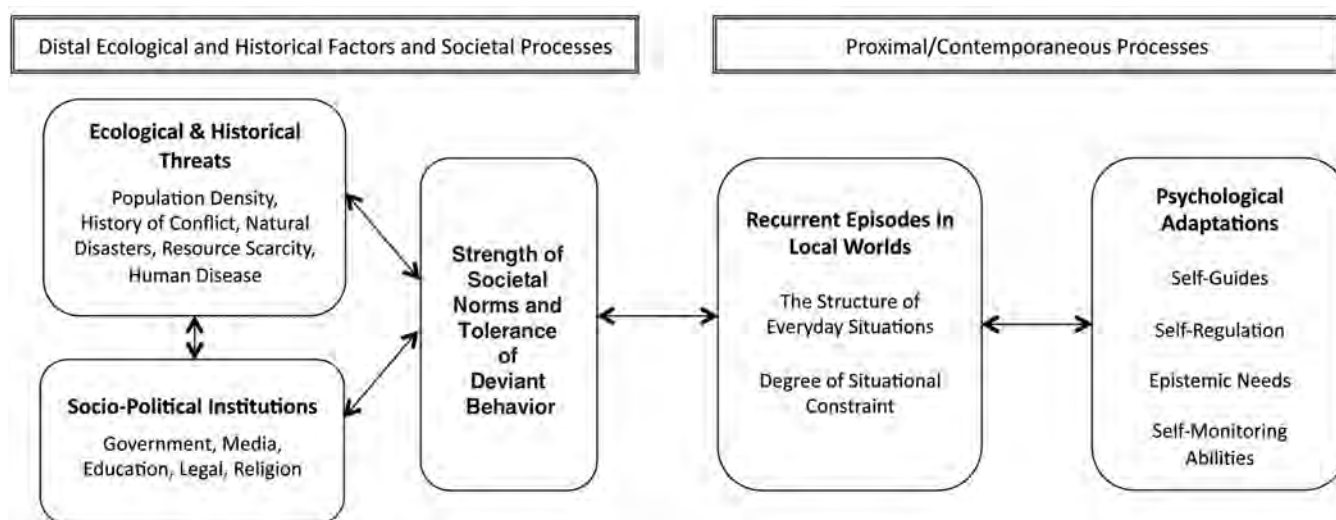 Distal Ecological and Historical Factors and Societal Processes
Proximal/Contemporaneous Processes
Ecological & Historical
Threats
Population Density,
History of Conflict, Natural
Disasters, Resource Scarcity,
Human Disease
Socio-Political Institutions
Government, Media,
Education, Legal, Religion
Strength of
Societal
Norms and
Tolerance
of
Deviant
Behavior
Recurrent Episodes in
Local Worlds
The Structure of
Everyday Situations
Degree of Situational
Constraint
Psychological
Adaptations
Self-Guides
Self-Regulation
Epistemic Needs
Self-Monitoring
Abilities